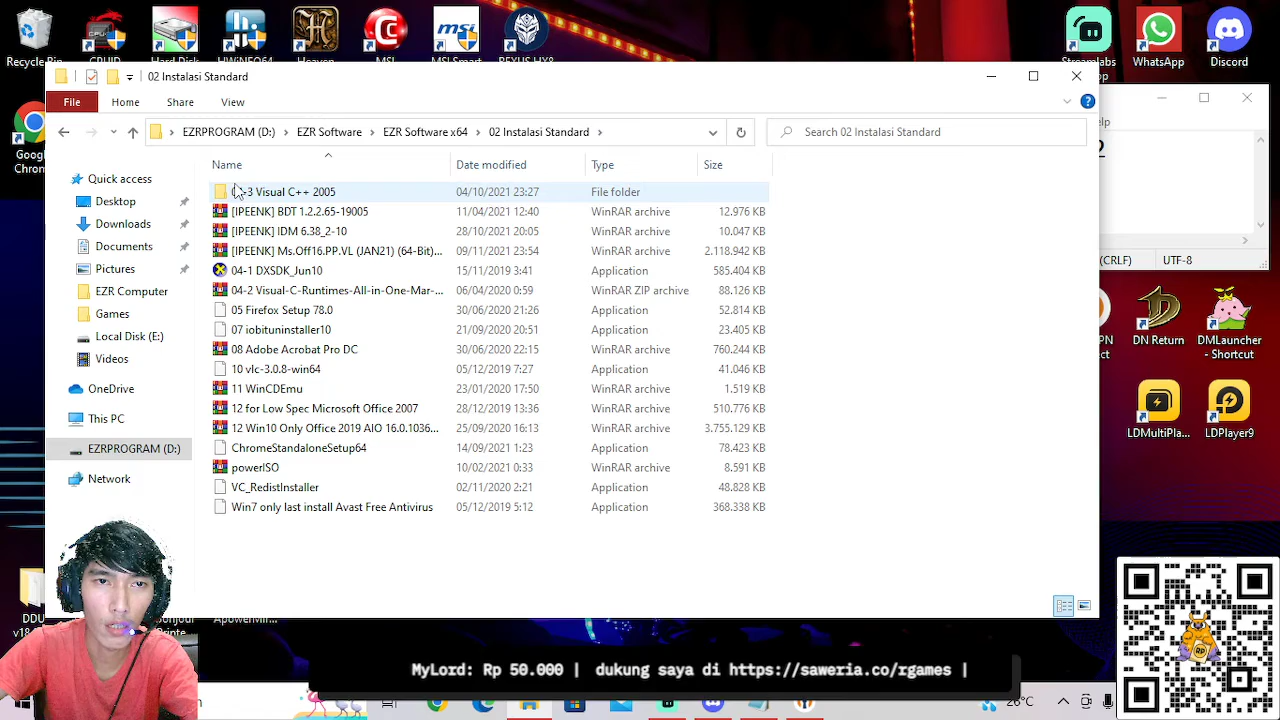 Recy
CPUID
HWiNFO64
Heaven
MSI
MSI Smart
REXUS HX8
WhatsApp
Discord
02 Instalasi Standard
File
Home
Share
View
EZRPROGRAM (D:)
EZR Software
EZR Software x64
02 Instalasi Standard
Search 02 Instalasi Standard
Name
Date modified
Type
Size
Quick access
Desktop
Downloads
Documents
Pictures
EZR Computer
Games
Local Disk (E:)
Videos
OneDrive
This PC
EZRPROGRAM (D:)
Network
-3 Visual C++ 2005 04/10/2021 23:27 File folder
[IPEENK] BDT 1.2.2.65-19005 11/04/2021 12:40 WinRAR archive 12.976 KB
[IPEENK] IDM 6.38_2-10 28/10/2021 20:05 WinRAR archive 10.047 KB
[IPEENK] Ms.Off16.PP.VL (JAN21) (64-Bit)... 09/11/2021 23:54 WinRAR archive 2.118.942 KB
04-1 DXSDK_Jun10 15/11/2019 3:41 Application 585.404 KB
04-2 Visual-C-Runtimes-All-in-One-Mar-... 06/04/2020 0:59 WinRAR ZIP archive 88.126 KB
05 Firefox Setup 78.0 30/06/2020 21:26 Application 52.814 KB
07 iobituninstaller10 21/09/2020 20:51 Application 23.405 KB
08 Adobe Acrobat Pro DC 30/06/2020 22:15 WinRAR archive 760.244 KB
10 vlc-3.0.8-win64 05/12/2019 7:27 Application 41.046 KB
11 WinCDEmu 23/01/2020 17:50 WinRAR archive 1.519 KB
12 for Low Spec Microsoft Office 2007 28/12/2019 13:36 WinRAR archive 510.776 KB
12 Win10 Only Office 2019 AIO 16.0.1036... 25/09/2020 16:13 WinRAR archive 3.755.129 KB
ChromeStandaloneSetup64 14/09/2021 1:23 Application 78.423 KB
powerISO 10/02/2021 0:33 WinRAR archive 8.591 KB
VC_RedistInstaller 02/11/2020 2:21 Application 48.828 KB
Win7 only last install Avast Free Antivirus 05/12/2019 5:12 Application 368.338 KB
elp
(CRLF)
UTF-8
PN
ct
DN Return
DMLauncher
- Shortcut
LDMultiPla...
LDPlayer9
Goog
DDU
ApowerMin...
MyLord: Rp 50.000 | dukung saya di https://saweria.co/rgames |